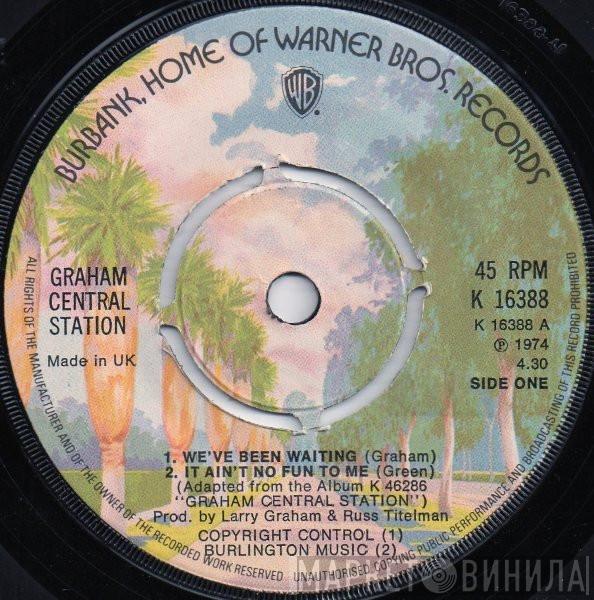 16388-A
BURBANK, HOME OF WARNER BROS. RECORDS
WB
GRAHAM
CENTRAL
STATION
Made in UK
45 RPM
K 16388
K 16388 A
℗ 1974
4.30
SIDE ONE
1. WE'VE BEEN WAITING (Graham)
2. IT AIN'T NO FUN TO ME (Green)
(Adapted from the Album K 46286
"GRAHAM CENTRAL STATION")
Prod. by Larry Graham & Russ Titelman
COPYRIGHT CONTROL (1)
BURLINGTON MUSIC (2)
ALL RIGHTS OF THE MANUFACTURER AND OF THE OWNER OF THE RECORDED WORK RESERVED UNAUTHORISED COPYING PUBLIC PERFORMANCE AND BROADCASTING OF THIS RECORD PROHIBITED
МАРКЕТ ВИНИЛА